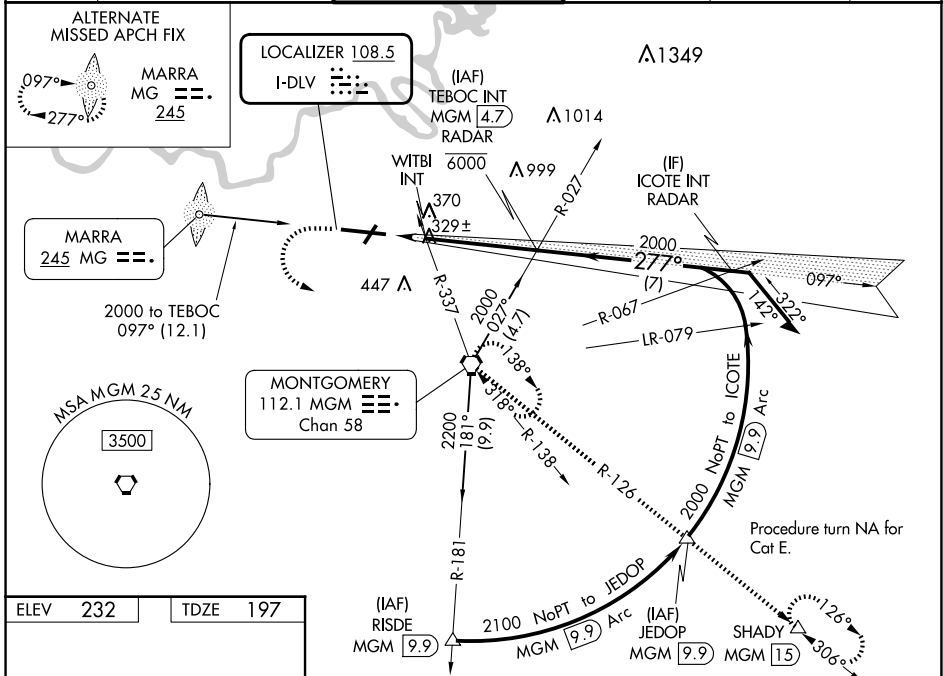 ALTERNATE
MISSED APCH FIX
097°
277°
MARRA
MG
245
LOCALIZER 108.5
I-DLV
1349
(IAF)
TEBOC INT
MGM 4.7
RADAR
6000
1014
999
R-027
WITBI
INT
370
329±
(IF)
ICOTE INT
RADAR
MARRA
245 MG
2000
277°
(7)
097°
447
R-337
2000
027°
(4.7)
R-067
142°
322°
LR-079
2000 to TEBOC
097° (12.1)
138°
318°
MONTGOMERY
112.1 MGM
Chan 58
R-138
MSA MGM 25 NM
3500
2200
181°
(9.9)
R-126
2000 NoPT to ICOTE
MGM 9.9 Arc
Procedure turn NA for
Cat E.
R-181
ELEV 232
TDZE 197
(IAF)
RISDE
MGM 9.9
2100 NoPT to JEDOP
MGM 9.9 Arc
(IAF)
JEDOP
MGM 9.9
SHADY
MGM 15
126°
306°